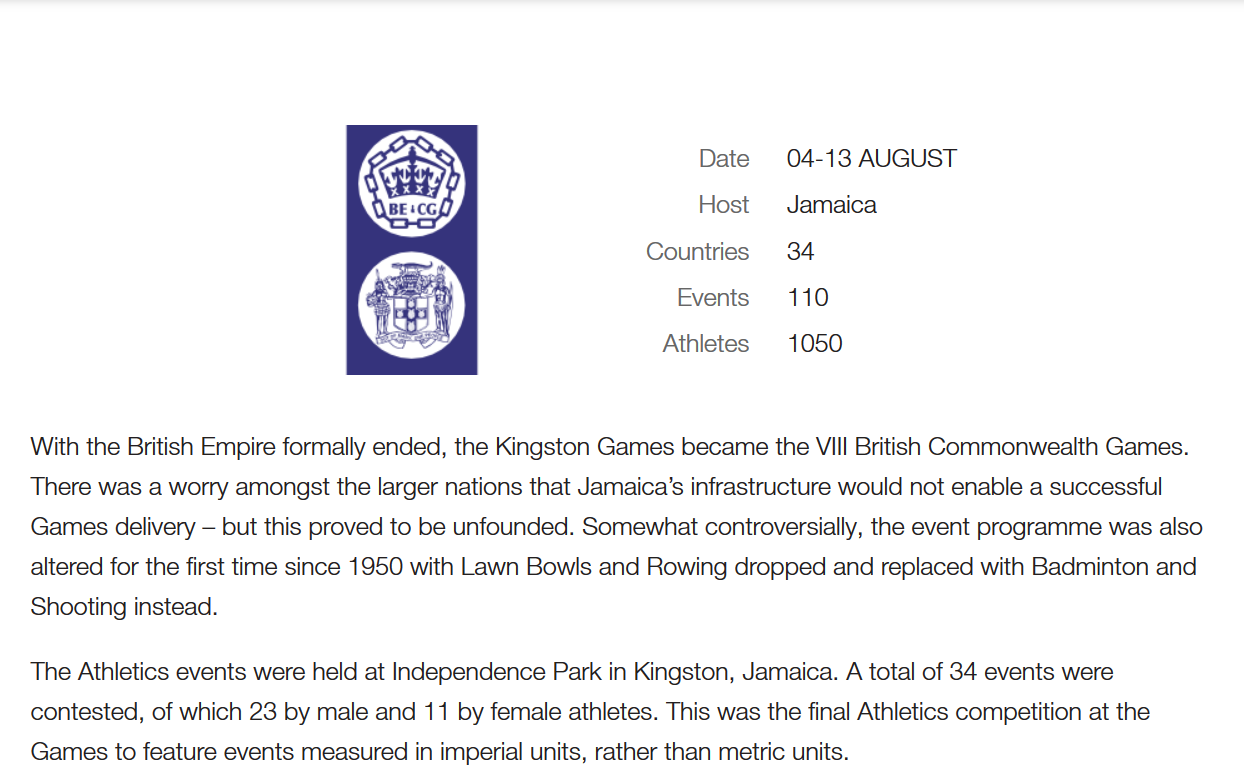 BE&CG
Date 04-13 AUGUST
Host Jamaica
Countries 34
Events 110
Athletes 1050
With the British Empire formally ended, the Kingston Games became the VIII British Commonwealth Games.
There was a worry amongst the larger nations that Jamaica’s infrastructure would not enable a successful
Games delivery – but this proved to be unfounded. Somewhat controversially, the event programme was also
altered for the first time since 1950 with Lawn Bowls and Rowing dropped and replaced with Badminton and
Shooting instead.
The Athletics events were held at Independence Park in Kingston, Jamaica. A total of 34 events were
contested, of which 23 by male and 11 by female athletes. This was the final Athletics competition at the
Games to feature events measured in imperial units, rather than metric units.